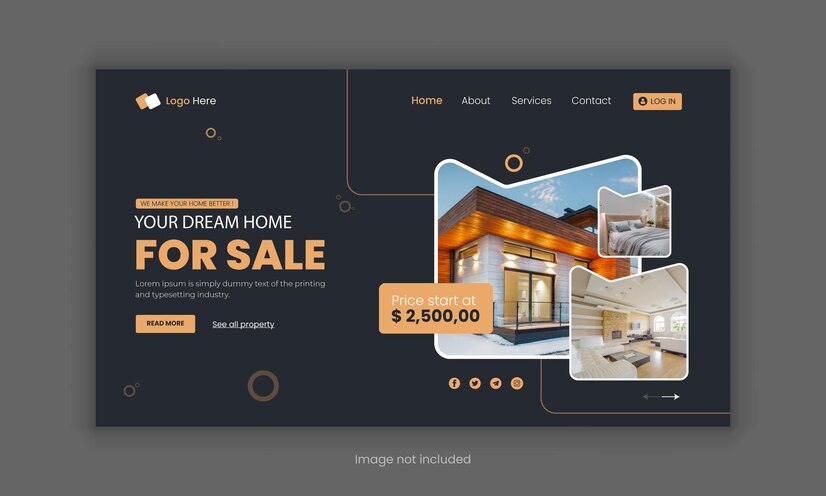 Logo Here
Home About Services Contact LOG IN
WE MAKE YOUR HOME BETTER !
YOUR DREAM HOME
FOR SALE
Lorem Ipsum is simply dummy text of the printing
and typesetting industry.
READ MORE See all property
Price start at
$ 2,500,00
Image not included